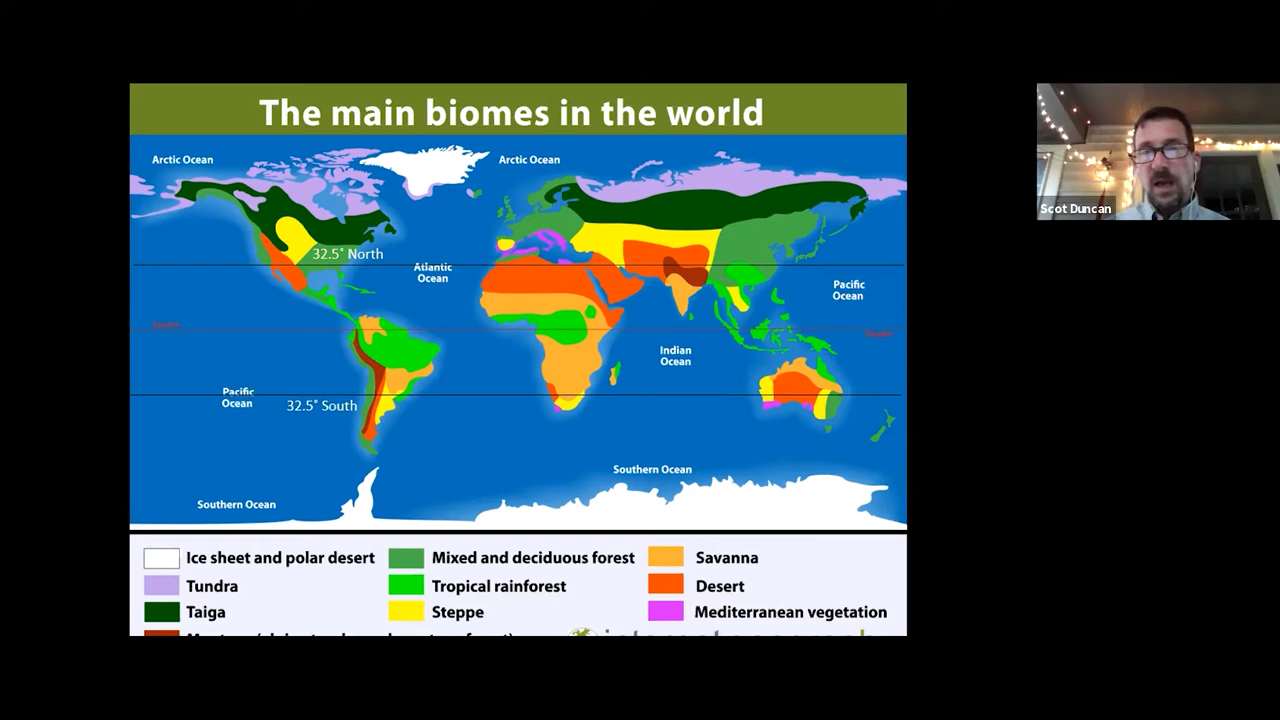 The main biomes in the world
Arctic Ocean
Arctic Ocean
Scot Duncan
32.5° North
Atlantic
Ocean
Pacific
Ocean
Indian
Ocean
Pacific
Ocean
32.5° South
Southern Ocean
Southern Ocean
Ice sheet and polar desert
Mixed and deciduous forest
Savanna
Tundra
Tropical rainforest
Desert
Taiga
Steppe
Mediterranean vegetation